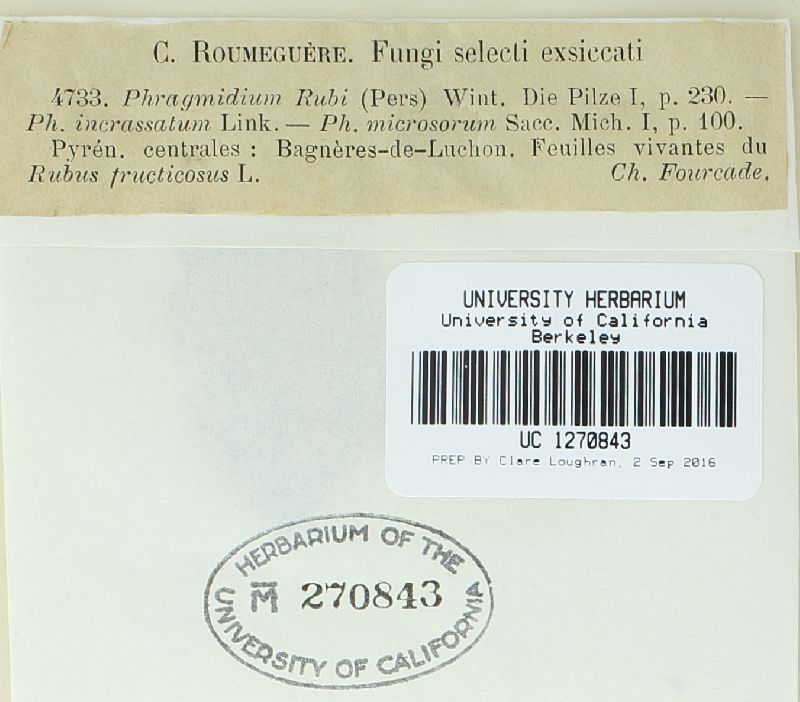 C. ROUMEGUÈRE. Fungi selecti exsiccati
4733. Phragmidium Rubi (Pers) Wint. Die Pilze I, p. 230. —
Ph. incrassatum Link. — Ph. microsorum Sacc. Mich. I, p. 100.
Pyrén. centrales : Bagnères-de-Luchon. Feuilles vivantes du
Rubus fructicosus L. Ch. Fourcade.
UNIVERSITY HERBARIUM
University of California
Berkeley
UC 1270843
PREP BY Clare Loughran, 2 Sep 2016
HERBARIUM OF THE
M 270843
UNIVERSITY OF CALIFORNIA